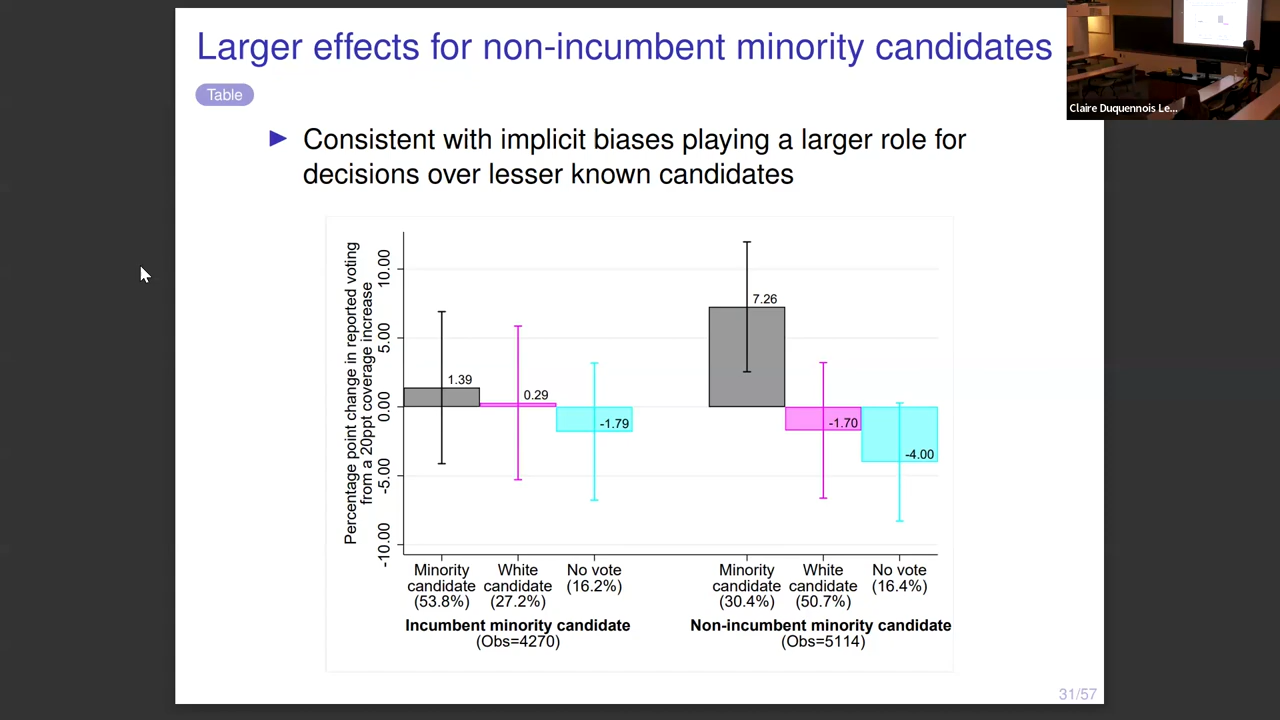 Larger effects for non-incumbent minority candidates
Table
Consistent with implicit biases playing a larger role for
decisions over lesser known candidates
Percentage point change in reported voting
from a 20ppt coverage increase
10.00
5.00
0.00
-5.00
-10.00
1.39
0.29
-1.79
7.26
-1.70
-4.00
Minority candidate (53.8%)
White candidate (27.2%)
No vote (16.2%)
Minority candidate (30.4%)
White candidate (50.7%)
No vote (16.4%)
Incumbent minority candidate
(Obs=4270)
Non-incumbent minority candidate
(Obs=5114)
31/57
Claire Duquennois Le...